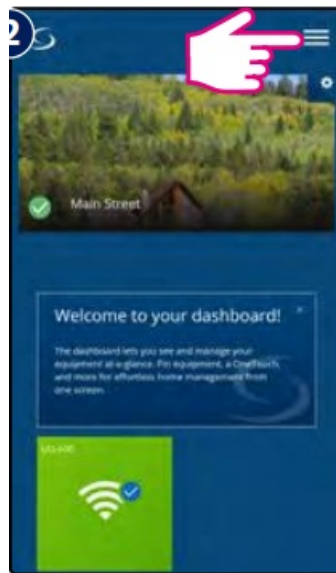 2
Main Street
Welcome to your dashboard!
The dashboard lets you see and manage your
equipment at-a-glance. Pin equipment, a OneTouch,
and more for effortless home management from
one screen.